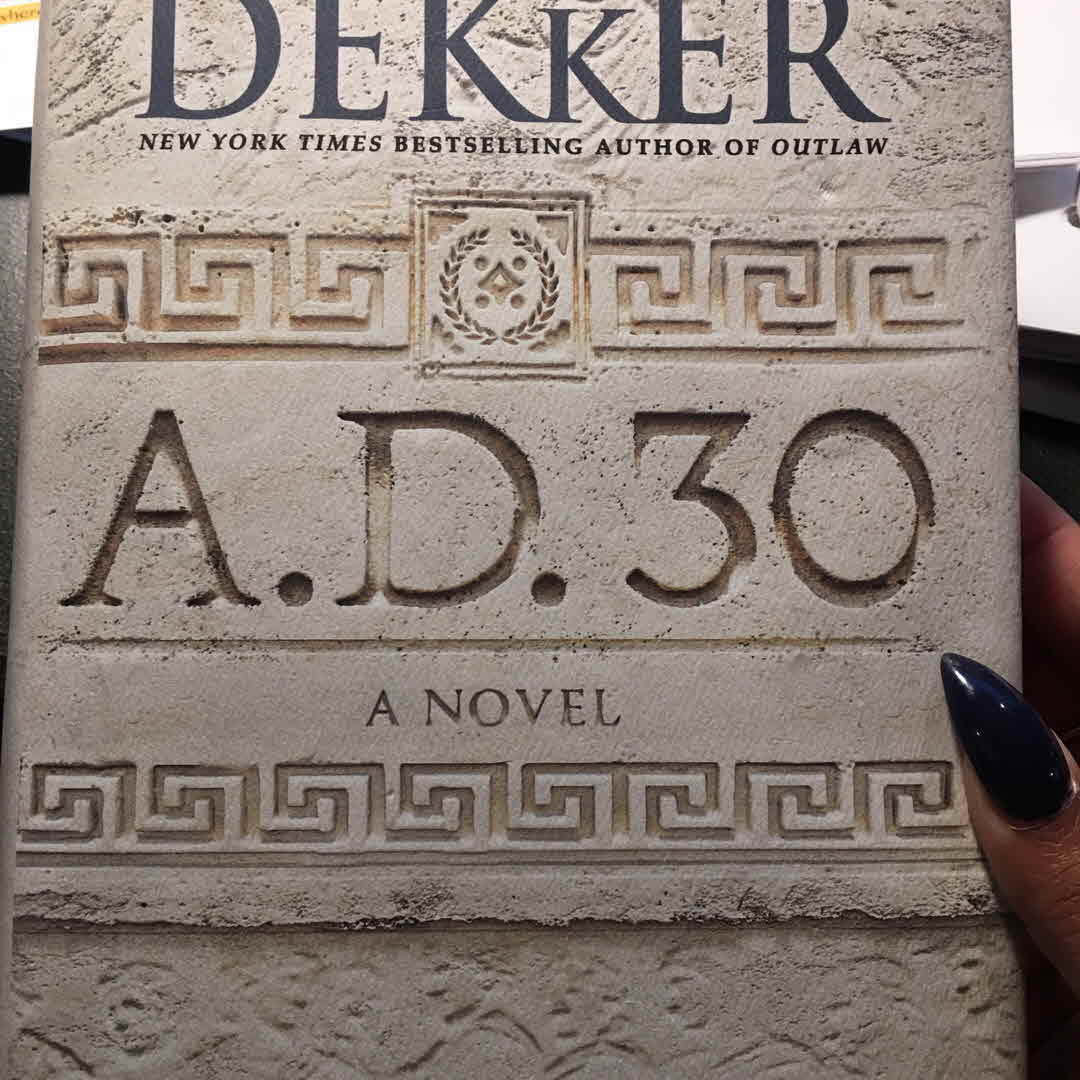 DEKKER
NEW YORK TIMES BESTSELLING AUTHOR OF OUTLAW
A.D. 30
A NOVEL